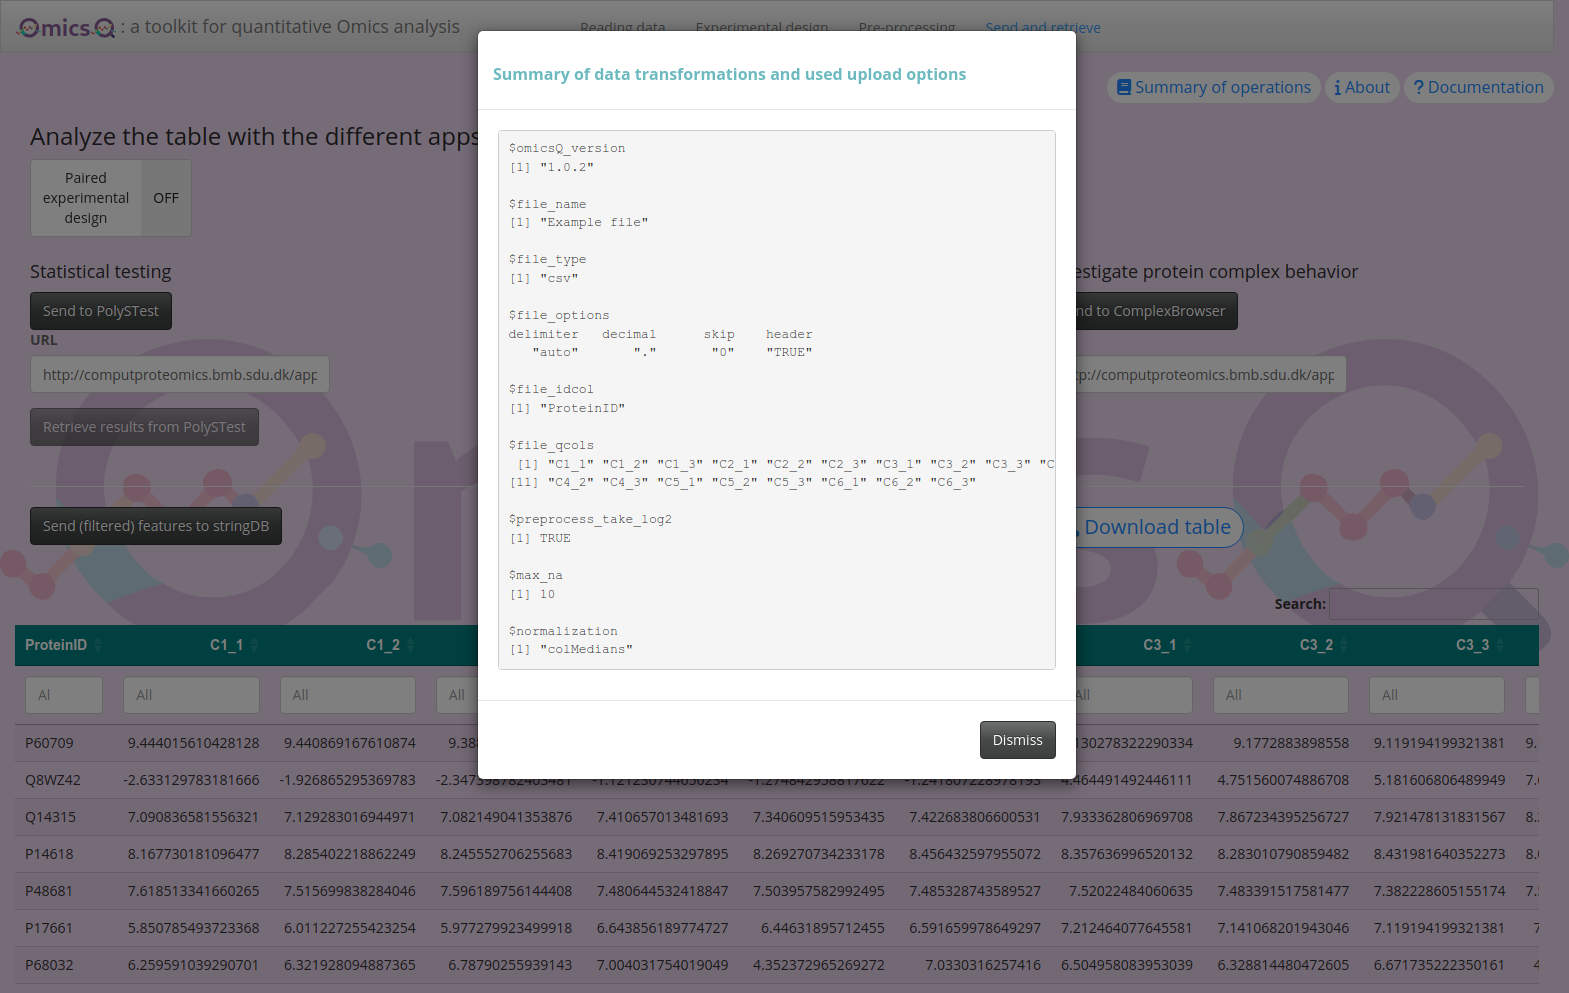 OmicsQ : a toolkit for quantitative Omics analysis
Reading data Experimental design Pre-processing Send and retrieve
Summary of operations About ? Documentation
Analyze the table with the different apps
Paired
experimental
design
OFF
Statistical testing
Send to PolySTest
URL
http://computproteomics.bmb.sdu.dk/app
Retrieve results from PolySTest
Send (filtered) features to stringDB
Summary of data transformations and used upload options
$omicsQ_version
[1] "1.0.2"
$file_name
[1] "Example file"
$file_type
[1] "csv"
$file_options
delimiter decimal skip header
"auto" "." "0" "TRUE"
$file_idcol
[1] "ProteinID"
$file_qcols
[1] "C1_1" "C1_2" "C1_3" "C2_1" "C2_2" "C2_3" "C3_1" "C3_2" "C3_3" "C
[11] "C4_2" "C4_3" "C5_1" "C5_2" "C5_3" "C6_1" "C6_2" "C6_3"
$preprocess_take_log2
[1] TRUE
$max_na
[1] 10
$normalization
[1] "colMedians"
Dismiss
estigate protein complex behavior
nd to ComplexBrowser
tp://computproteomics.bmb.sdu.dk/app
Download table
Search:
ProteinID C1_1 C1_2 C3_1 C3_2 C3_3
Al All All All All All All
P60709 9.444015610428128 9.440869167610874 9.38 130278322290334 9.1772883898558 9.119194199321381 9.
Q8WZ42 -2.633129783181666 -1.926865295369783 4.751560074886708 5.181606806489949
Q14315 7.090836581556321 7.129283016944971 7.082149041353876 7.410657013481693 7.340609515953435 7.422683806600531 7.933362806969708 7.867234395256727 7.921478131831567 8.
P14618 8.167730181096477 8.285402218862249 8.245552706255683 8.419069253297895 8.269270734233178 8.456432597955072 8.357636996520132 8.283010790859482 8.431981640352273 8.
P48681 7.618513341660265 7.515699838284046 7.596189756144408 7.480644532418847 7.503957582992495 7.485328743589527 7.52022484060635 7.483391517581477 7.382228605155174 7.
P17661 5.850785493723368 6.011227255423254 5.977279923499918 6.643856189774727 6.44631895712455 6.591659978649297 7.212464077645581 7.141068201943046 7.119194199321381 7
P68032 6.259591039290701 6.321928094887365 6.78790255939143 7.004031754019049 4.352372965269272 7.0330316257416 6.504958083953039 6.328814480472605 6.671735222350161 4